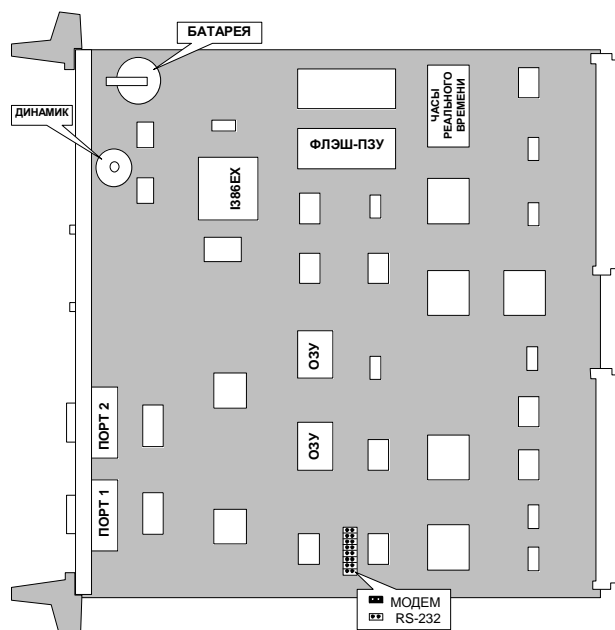 БАТАРЕЯ
ДИНАМИК
ЧАСЫ
РЕАЛЬНОГО
ВРЕМЕНИ
ФЛЭШ-ПЗУ
I386EX
ОЗУ
ОЗУ
ПОРТ 2
ПОРТ 1
МОДЕМ
RS-232